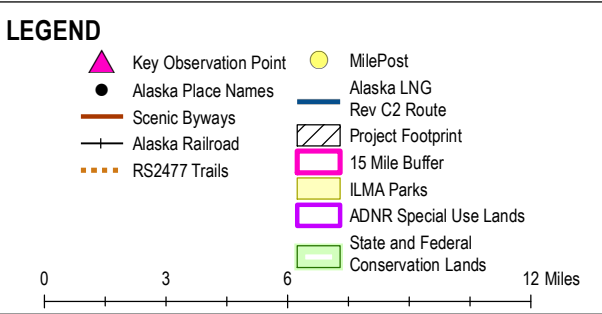 LEGEND
Key Observation Point
Alaska Place Names
Scenic Byways
Alaska Railroad
RS2477 Trails
MilePost
Alaska LNG
Rev C2 Route
Project Footprint
15 Mile Buffer
ILMA Parks
ADNR Special Use Lands
State and Federal
Conservation Lands
0 3 6 12 Miles